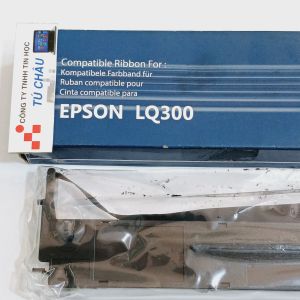 CÔNG TY TNHH TIN HỌC
TÚ CHÂU
Compatible Ribbon For :
Kompatibele Farbband für
Ruban compatible pour
Cinta compatible para
EPSON LQ300